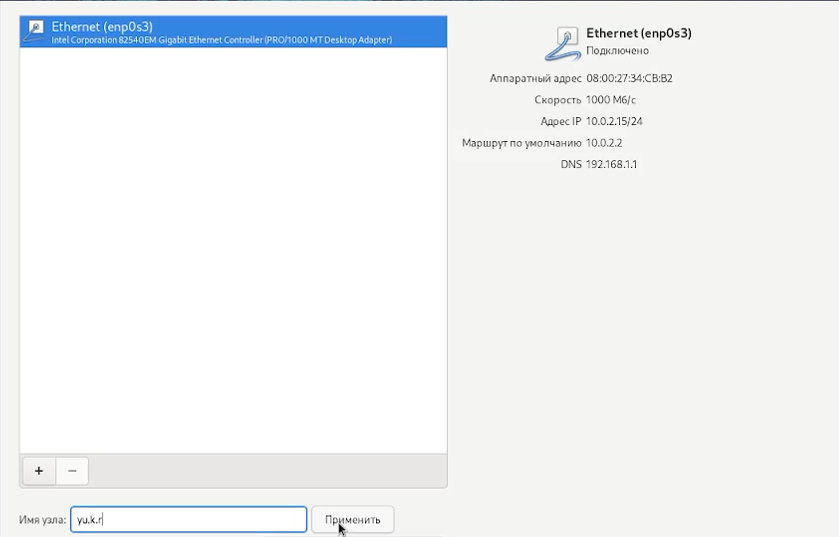 Ethernet (enp0s3)
Intel Corporation 82540EM Gigabit Ethernet Controller (PRO/1000 MT Desktop Adapter)
Ethernet (enp0s3)
Подключено
Аппаратный адрес 08:00:27:34:CB:B2
Скорость 1000 Мб/с
Адрес IP 10.0.2.15/24
Маршрут по умолчанию 10.0.2.2
DNS 192.168.1.1
+ −
Имя узла: yu.k.r Применить